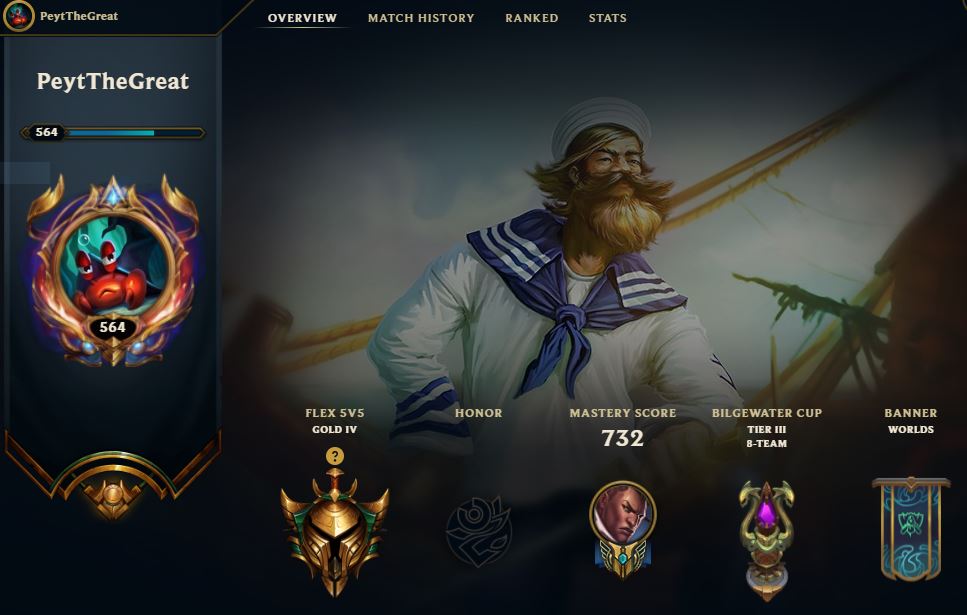 PeytTheGreat
OVERVIEW MATCH HISTORY RANKED STATS
PeytTheGreat
564
564
FLEX 5V5
GOLD IV
?
HONOR
MASTERY SCORE
732
BILGEWATER CUP
TIER III
8-TEAM
BANNER
WORLDS